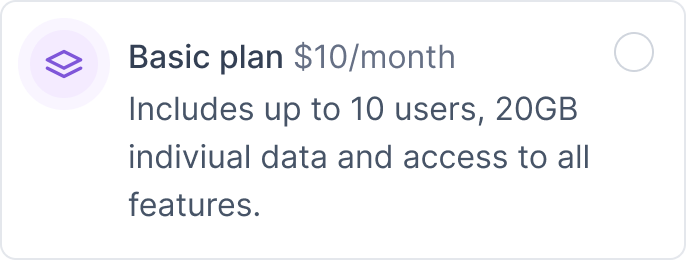 Basic plan $10/month
Includes up to 10 users, 20GB
indiviual data and access to all
features.